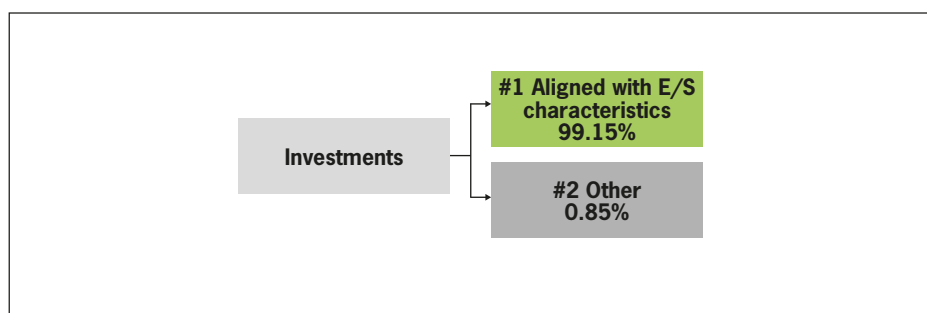 Investments
#1 Aligned with E/S
characteristics
99.15%
#2 Other
0.85%